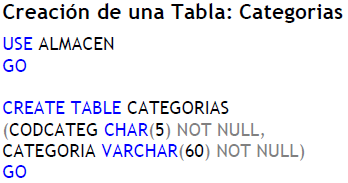 Creación de una Tabla: Categorias
USE ALMACEN
GO
CREATE TABLE CATEGORIAS
(CODCATEG CHAR(5) NOT NULL,
CATEGORIA VARCHAR(60) NOT NULL)
GO